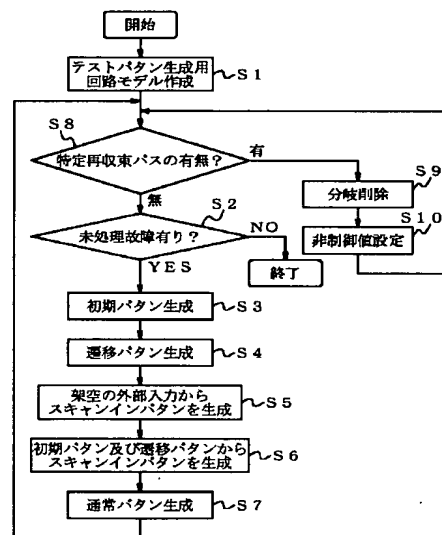 開始
テストパタン生成用
回路モデル作成
S1
S8
特定再収束パスの有無?
有
S9
分岐削除
無
S2
S10
未処理故障有り?
NO
非制御値設定
YES
終了
初期パタン生成
S3
遷移パタン生成
S4
架空の外部入力から
スキャンインパタンを生成
S5
初期パタン及び遷移パタンから
スキャンインパタンを生成
S6
通常パタン生成
S7